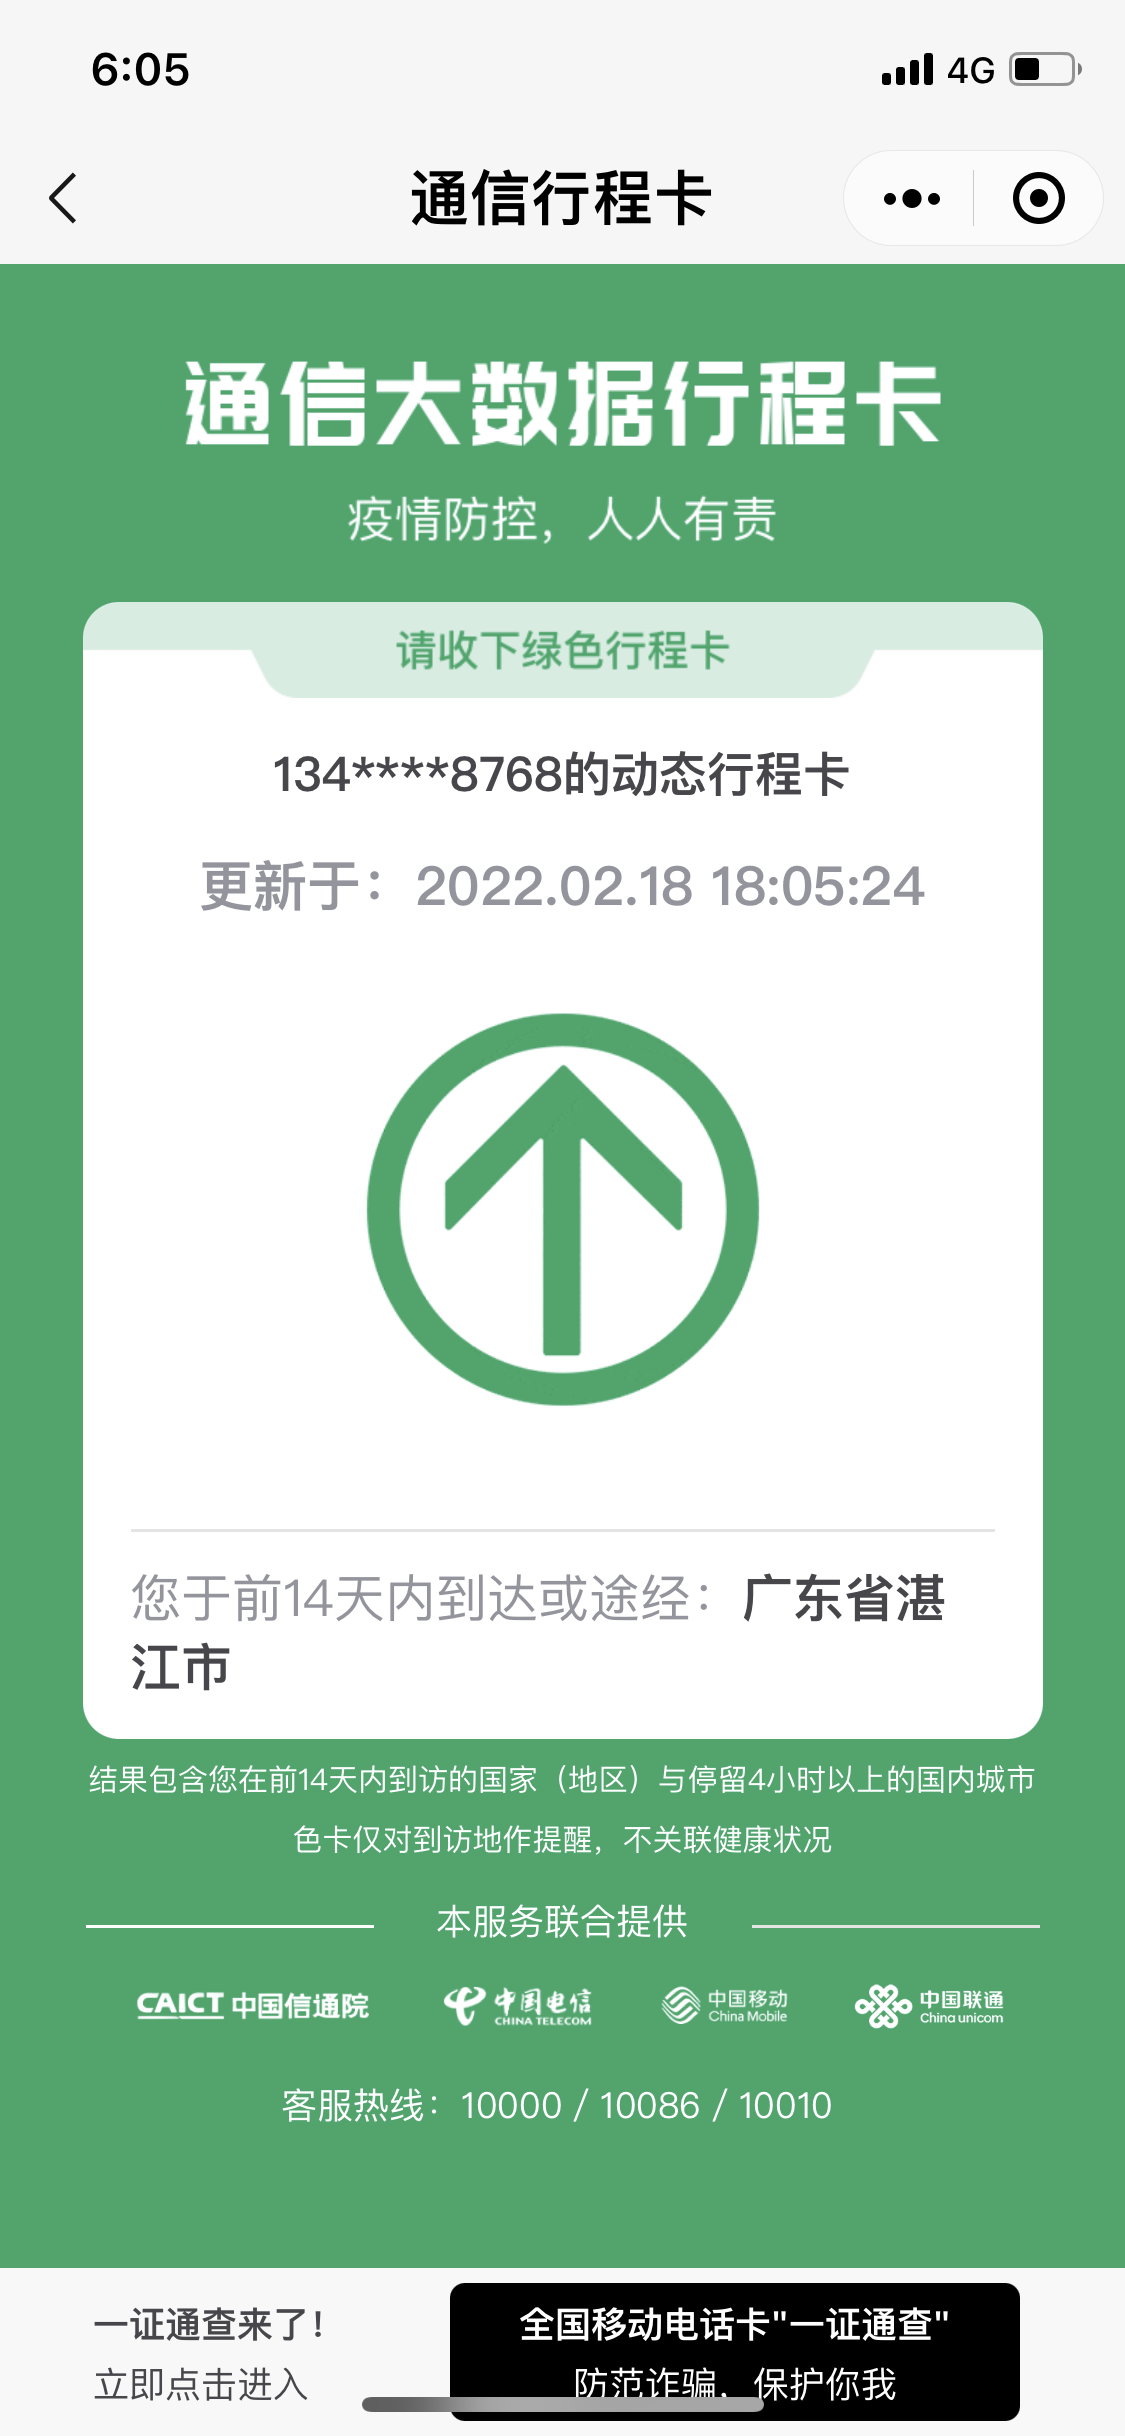 6:05
4G
通信行程卡
通信大数据行程卡
疫情防控，人人有责
请收下绿色行程卡
134****8768的动态行程卡
更新于：2022.02.18 18:05:24
您于前14天内到达或途经：广东省湛
江市
结果包含您在前14天内到访的国家（地区）与停留4小时以上的国内城市
色卡仅对到访地作提醒，不关联健康状况
本服务联合提供
CAICT 中国信通院
中国电信
CHINA TELECOM
中国移动
China Mobile
中国联通
China unicom
客服热线：10000 / 10086 / 10010
一证通查来了！
立即点击进入
全国移动电话卡"一证通查"
防范诈骗，保护你我